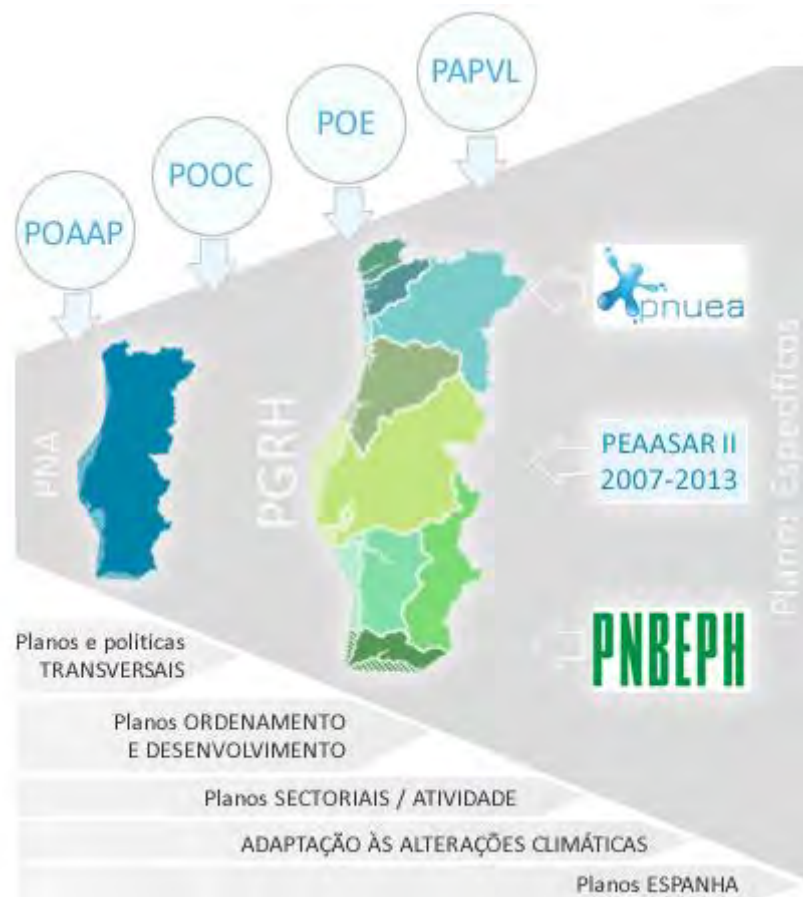 PAPVL
POE
POOC
POAAP
pnuea
PNA
PGRH
PEAASAR II
2007-2013
Planos Específicos
PNBEPH
Planos e politicas
TRANSVERSAIS
Planos ORDENAMENTO
E DESENVOLVIMENTO
Planos SECTORIAIS / ATIVIDADE
ADAPTAÇÃO ÀS ALTERAÇÕES CLIMÁTICAS
Planos ESPANHA